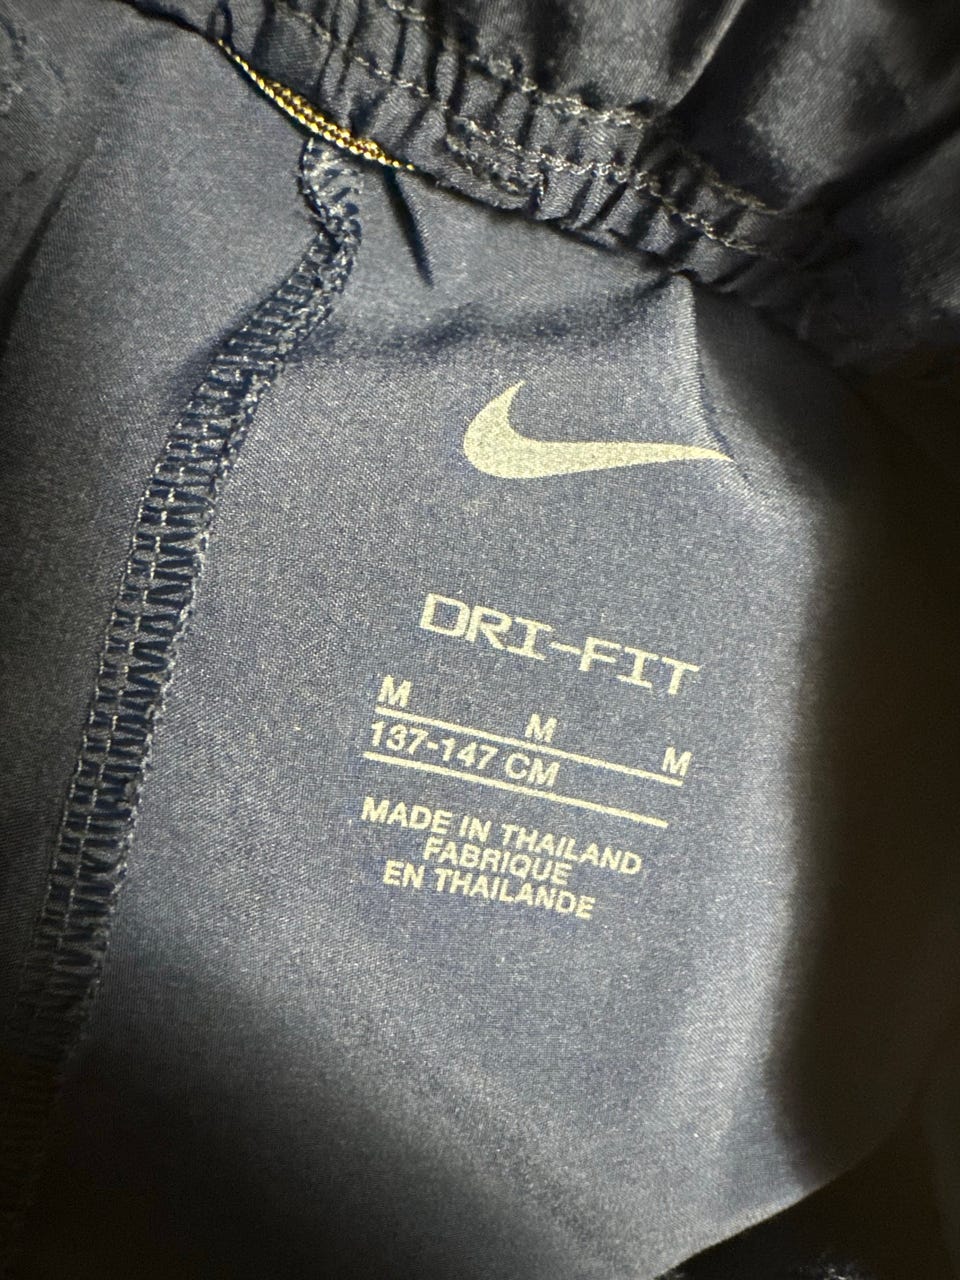 DRI-FIT
M M M
137-147 CM
MADE IN THAILAND
FABRIQUE
EN THAILANDE